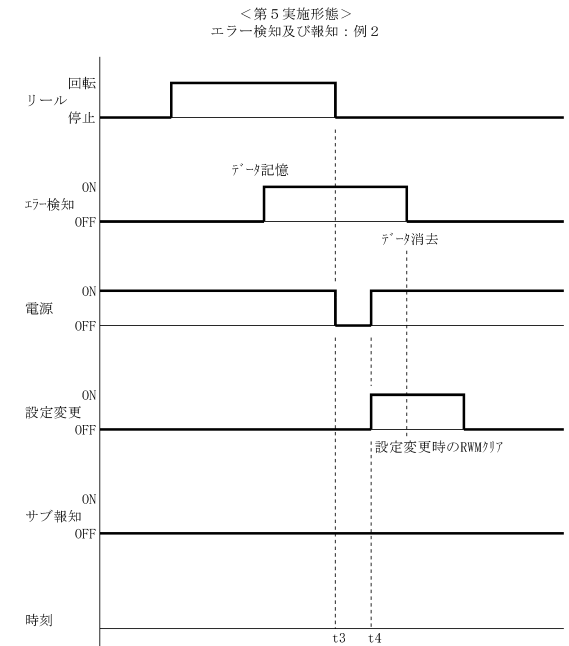 ＜第５実施形態＞
エラー検知及び報知：例２
回転
リール
停止
ﾃﾞｰﾀ記憶
ON
ｴﾗｰ検知
OFF
ﾃﾞｰﾀ消去
ON
電源
OFF
ON
設定変更
OFF
設定変更時のRWMｸﾘｱ
ON
サブ報知
OFF
時刻
t3 t4